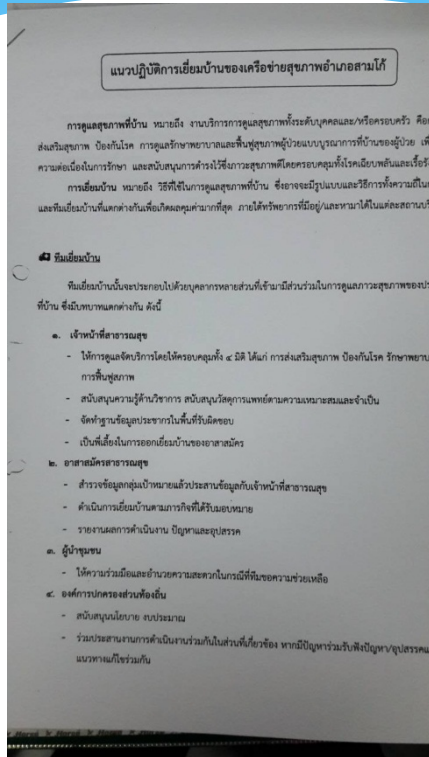 แนวปฏิบัติการเยี่ยมบ้านของเครือข่ายสุขภาพอำเภอสามโก้
การดูแลสุขภาพที่บ้าน หมายถึง งานบริการการดูแลสุขภาพทั้งระดับบุคคลและ/หรือครอบครัว
ส่งเสริมสุขภาพ ป้องกันโรค การดูแลรักษาพยาบาลและฟื้นฟูสุขภาพผู้ป่วยแบบบูรณาการที่บ้านของผู้ป่วย
ความต่อเนื่องในการรักษา และสนับสนุนการดำรงไว้ซึ่งภาวะสุขภาพดีโดยครอบคลุมทั้งโรคเฉียบพลันและ
การเยี่ยมบ้าน หมายถึง วิธีที่ใช้ในการดูแลสุขภาพที่บ้าน ซึ่งอาจจะมีรูปแบบและวิธีการทั้งความถี่
และทีมเยี่ยมบ้านที่แตกต่างกันเพื่อเกิดผลคุ้มค่ามากที่สุด ภายใต้ทรัพยากรที่มีอยู่/และหามาได้ในแต่ละ
ทีมเยี่ยมบ้าน
ทีมเยี่ยมบ้านนั้นจะประกอบไปด้วยบุคลากรหลายส่วนที่เข้ามามีส่วนร่วมในการดูแลภาวะสุขภาพของ
ที่บ้าน ซึ่งมีบทบาทแตกต่างกัน ดังนี้
๑. เจ้าหน้าที่สาธารณสุข
- ให้การดูแลจัดบริการโดยให้ครอบคลุมทั้ง ๔ มิติ ได้แก่ การส่งเสริมสุขภาพ ป้องกันโรค
การฟื้นฟูสภาพ
- สนับสนุนความรู้ด้านวิชาการ สนับสนุนวัสดุการแพทย์ตามความเหมาะสมและจำเป็น
- จัดทำฐานข้อมูลประชากรในพื้นที่รับผิดชอบ
- เป็นพี่เลี้ยงในการออกเยี่ยมบ้านของอาสาสมัคร
๒. อาสาสมัครสาธารณสุข
- สำรวจข้อมูลกลุ่มเป้าหมายแล้วประสานข้อมูลกับเจ้าหน้าที่สาธารณสุข
- ดำเนินการเยี่ยมบ้านตามภารกิจที่ได้รับมอบหมาย
- รายงานผลการดำเนินงาน ปัญหาและอุปสรรค
๓. ผู้นำชุมชน
- ให้ความร่วมมือและอำนวยความสะดวกในกรณีที่ทีมขอความช่วยเหลือ
๔. องค์การปกครองส่วนท้องถิ่น
- สนับสนุนนโยบาย งบประมาณ
- ร่วมประสานงานการดำเนินงานร่วมกันในส่วนที่เกี่ยวข้อง หากมีปัญหาร่วมรับฟังปัญหา/อุปสรรค
แนวทางแก้ไขร่วมกัน